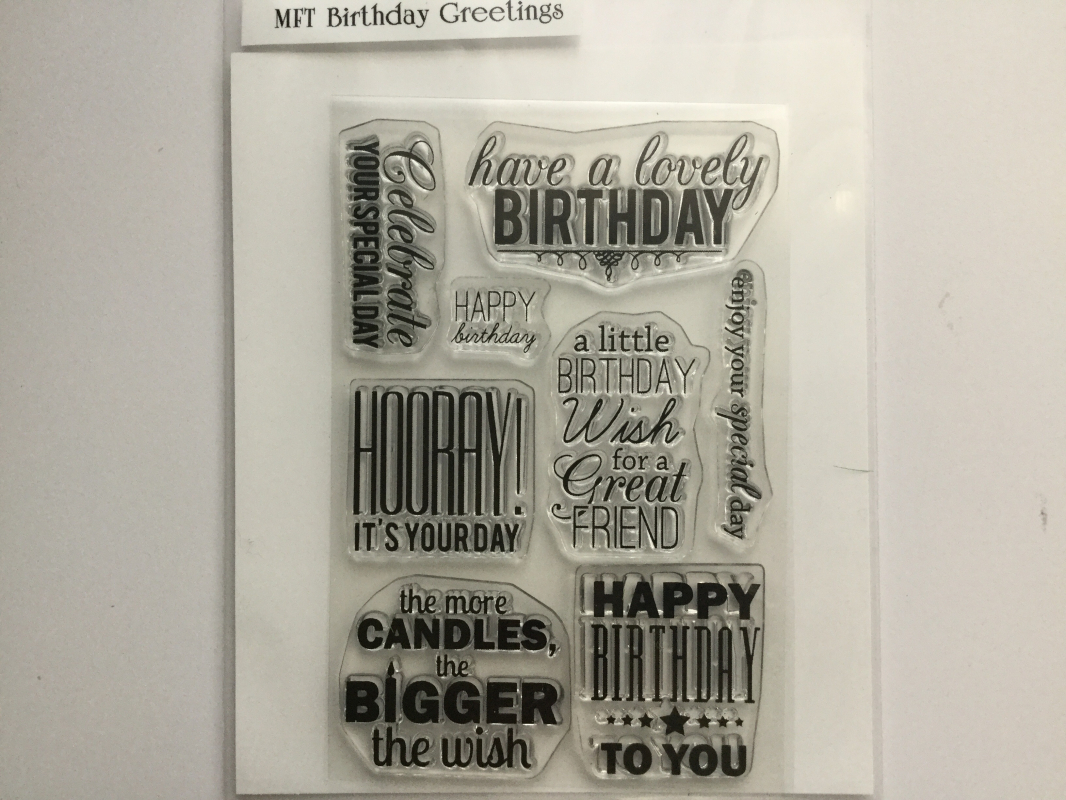 MFT Birthday Greetings
Celebrate
YOUR SPECIAL DAY
have a lovely
BIRTHDAY
HAPPY
birthday
a little
BIRTHDAY
Wish
for a
Great
FRIEND
enjoy your special day
HOORAY!
IT'S YOUR DAY
the more
CANDLES,
the
BIGGER
the wish
HAPPY
BIRTHDAY
TO YOU